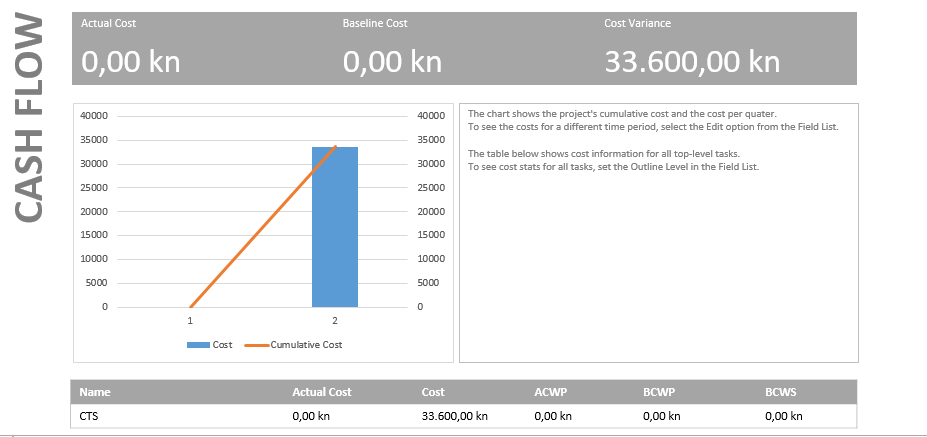 CASH FLOW
Actual Cost Baseline Cost Cost Variance
0,00 kn 0,00 kn 33.600,00 kn
The chart shows the project's cumulative cost and the cost per quater.
To see the costs for a different time period, select the Edit option from the Field List.
The table below shows cost information for all top-level tasks.
To see cost stats for all tasks, set the Outline Level in the Field List.
40000 40000
35000 35000
30000 30000
25000 25000
20000 20000
15000 15000
10000 10000
5000 5000
0 0
1 2
Cost Cumulative Cost
Name Actual Cost Cost ACWP BCWP BCWS
CTS 0,00 kn 33.600,00 kn 0,00 kn 0,00 kn 0,00 kn